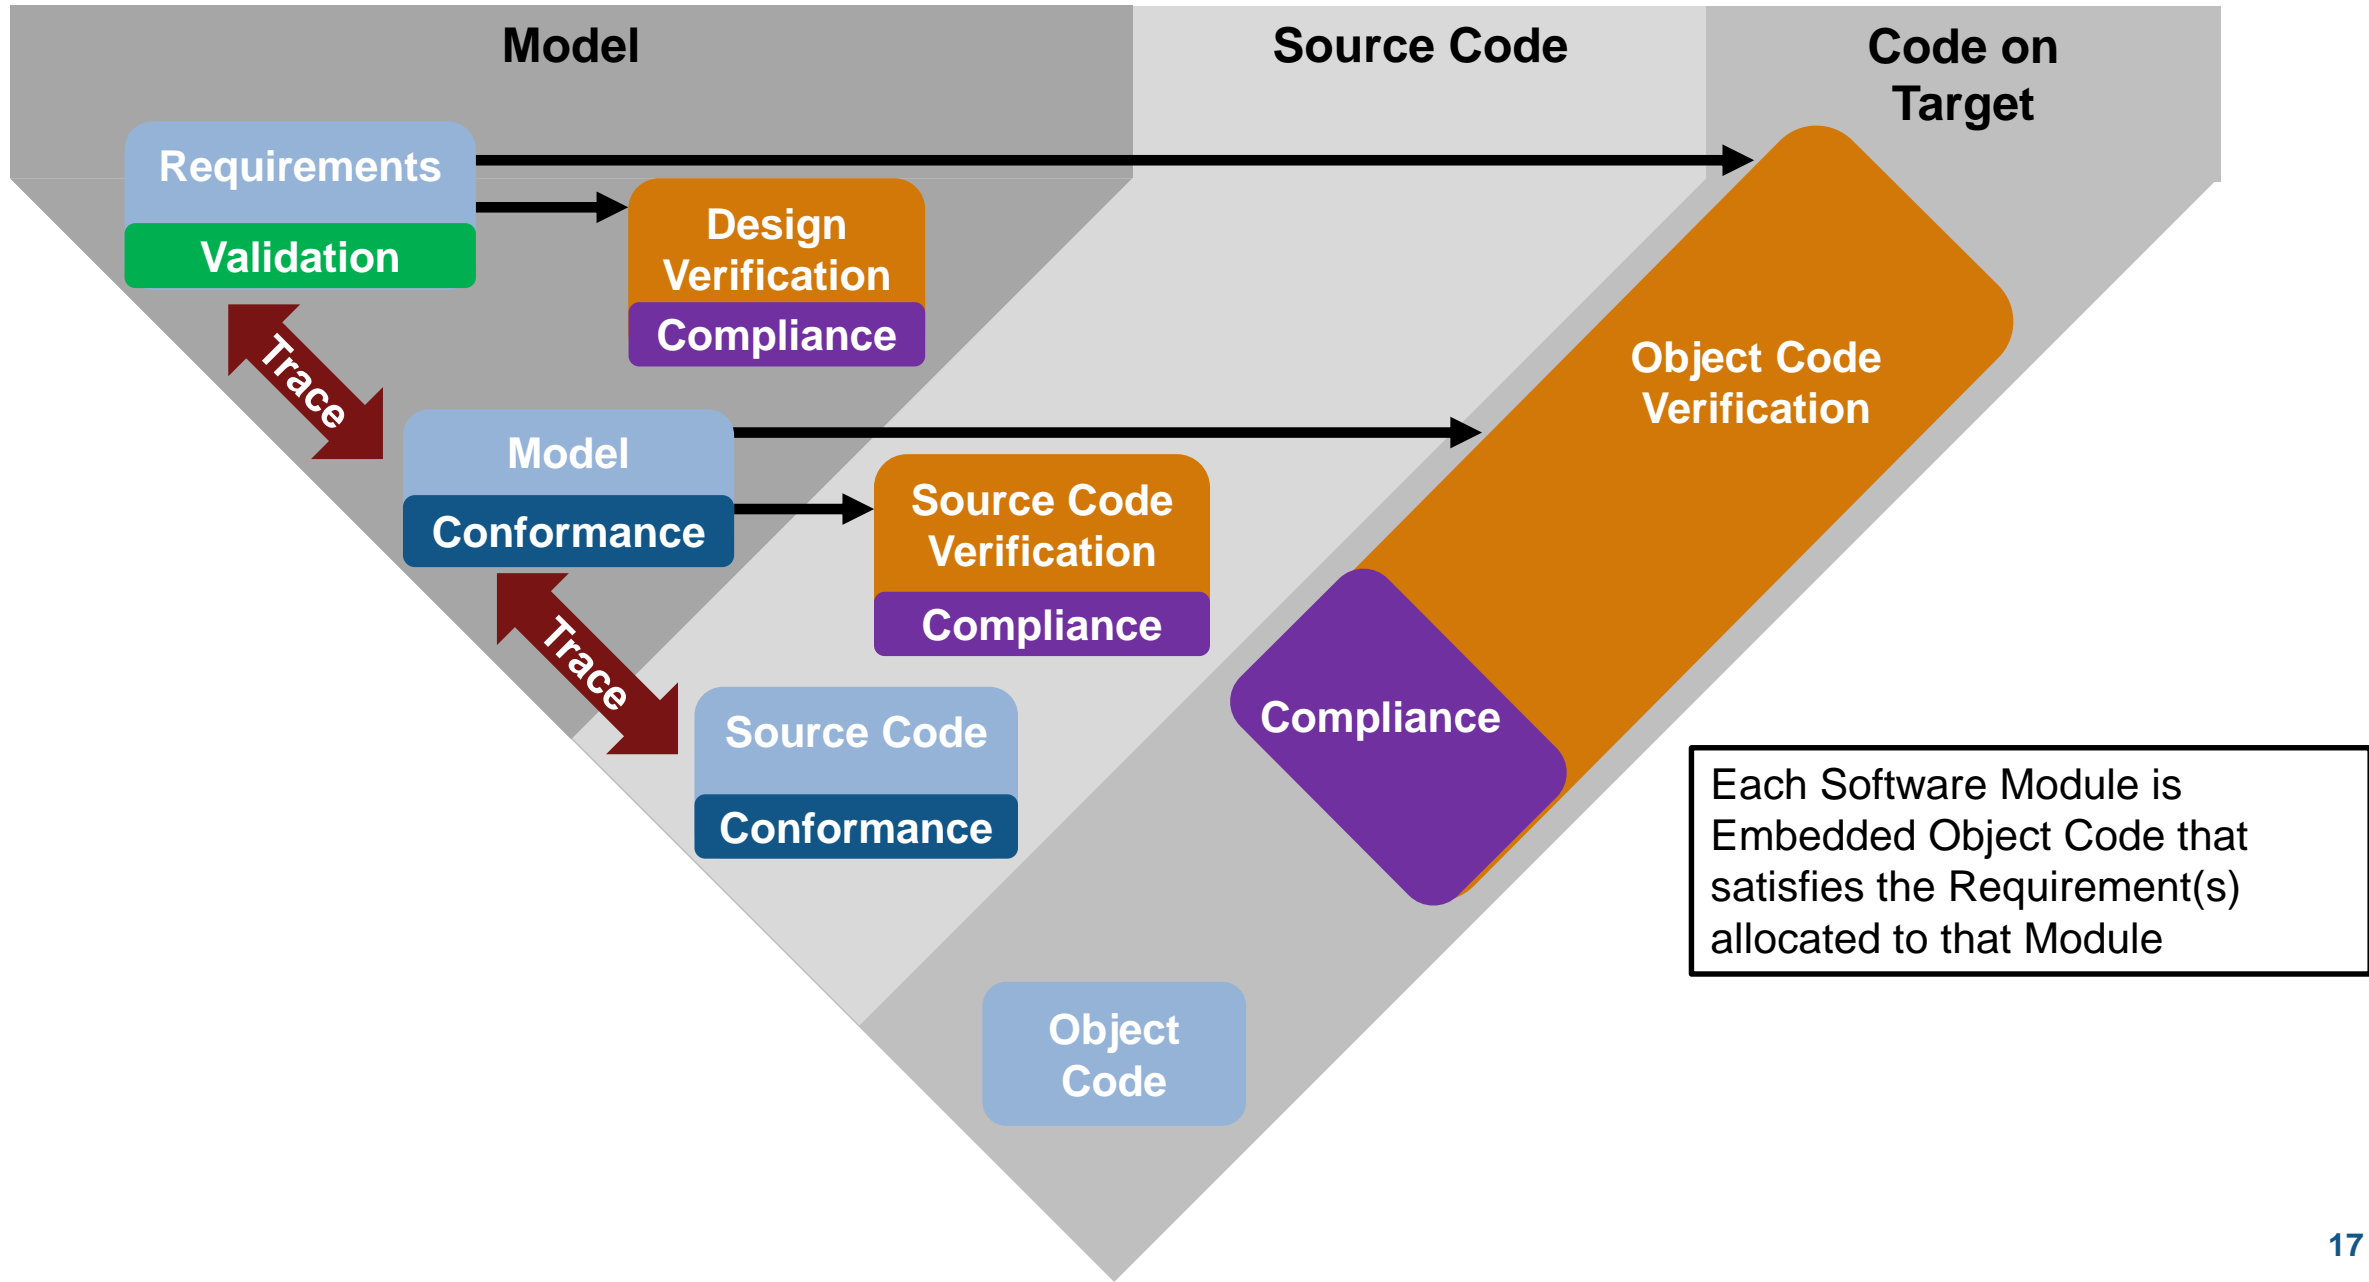 Model
Source Code
Code on
Target
Requirements
Validation
Design
Verification
Compliance
Trace
Model
Conformance
Source Code
Verification
Compliance
Object Code
Verification
Compliance
Trace
Source Code
Conformance
Each Software Module is
Embedded Object Code that
satisfies the Requirement(s)
allocated to that Module
Object
Code
17